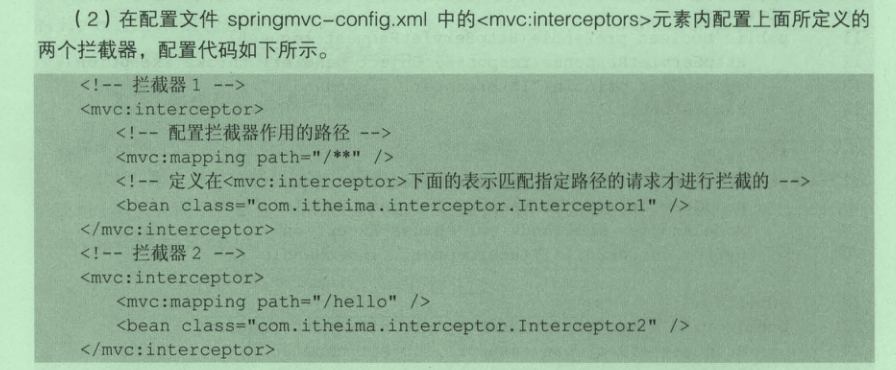 （2）在配置文件 springmvc-config.xml 中的<mvc:interceptors>元素内配置上面所定义的
两个拦截器，配置代码如下所示。
<!-- 拦截器 1 -->
<mvc:interceptor>
<!-- 配置拦截器作用的路径 -->
<mvc:mapping path="/**" />
<!-- 定义在<mvc:interceptor>下面的表示匹配指定路径的请求才进行拦截的 -->
<bean class="com.itheima.interceptor.Interceptor1" />
</mvc:interceptor>
<!-- 拦截器 2 -->
<mvc:interceptor>
<mvc:mapping path="/hello" />
<bean class="com.itheima.interceptor.Interceptor2" />
</mvc:interceptor>